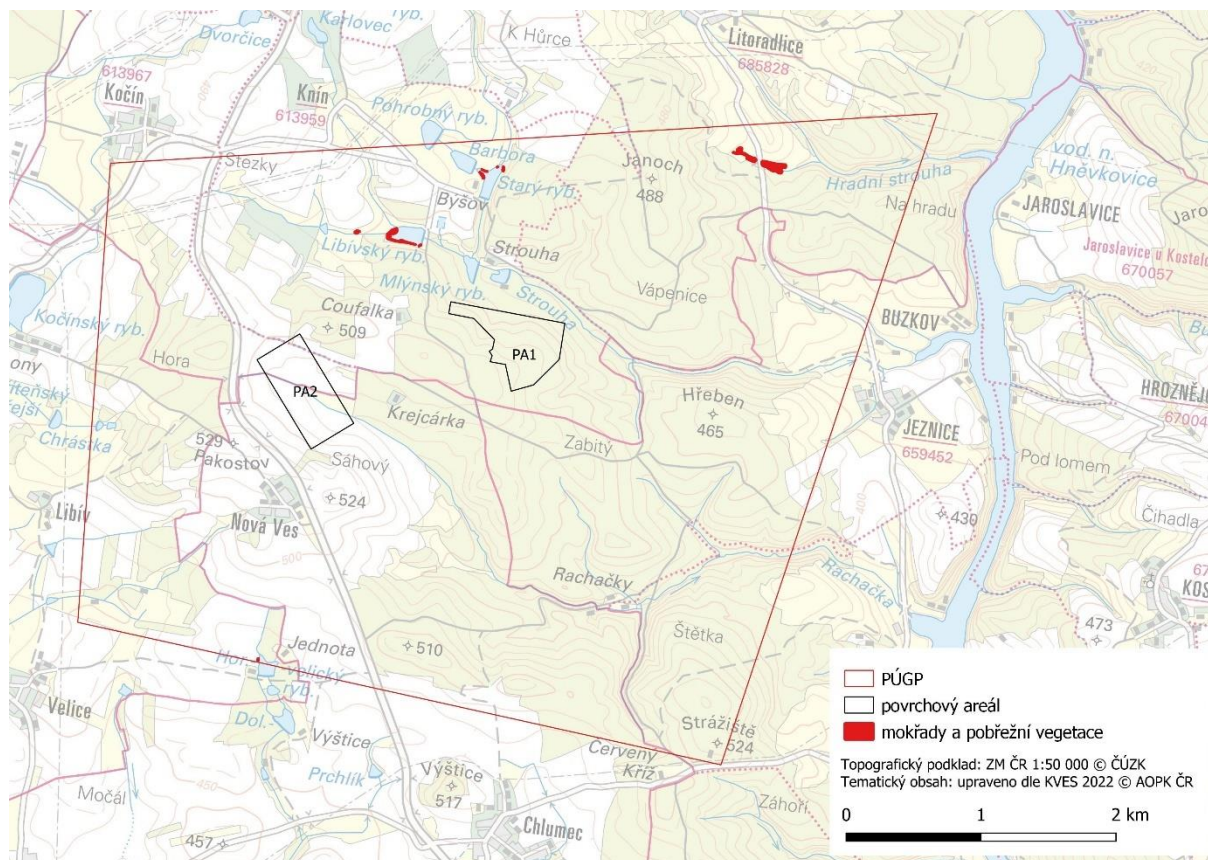 Dvorčice
Karlovec
ryb.
K Hůrce
Litoradlice
685828
613967
Kočín
Knín
613959
Pohrobný ryb.
Stezky
Barbora
Starý ryb.
Janoch
488
Hradní strouha
vod. n.
Hněvkovice
Na hradu
JAROSLAVICE
Jaroslavice u Kostelc
670057
Byšov
Libívský ryb.
Strouha
Mlýnský ryb.
Strouha
Vápenice
Coufalka
509
BUZKOV
Kočínský ryb.
Hora
PA1
PA2
ony
Chrástka
Krejcárka
Hřeben
465
HROZNĚJO
JEZNICE
659452
529
Pakostov
Sáhový
524
Zabitý
Pod lomem
Libív
Nová Ves
500
430
Čihadla
Rachačky
Rachačka
KOS
473
Štětka
Jednota
510
ryb.
Velice
Dol.
Výštice
Prchlík
Strážiště
524
Červený
Kříž
Močál
Výštice
517
Záhoří
457
Chlumec
PÚGP
povrchový areál
mokřady a pobřežní vegetace
Topografický podklad: ZM ČR 1:50 000 © ČÚZK
Tematický obsah: upraveno dle KVES 2022 © AOPK ČR
0 1 2 km